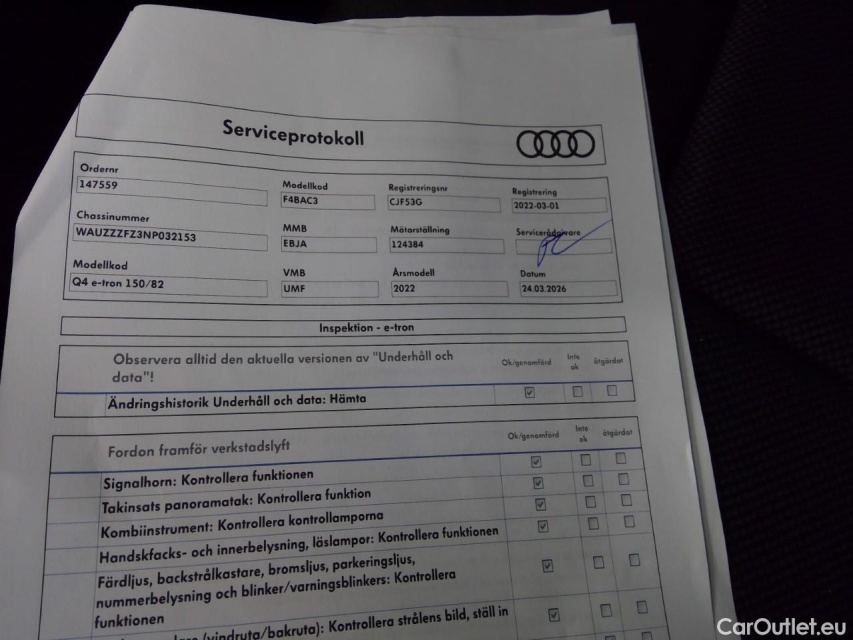 Serviceprotokoll
Ordernr
147559
Modellkod
F4BAC3
Registreringsnr
CJF53G
Registrering
2022-03-01
Chassinummer
WAUZZZFZ3NP032153
MMB
EBJA
Mätarställning
124384
Servicerådgivare
Modellkod
Q4 e-tron 150/82
VMB
UMF
Årsmodell
2022
Datum
24.03.2026
Inspektion - e-tron
Observera alltid den aktuella versionen av "Underhåll och
data"!
Ok/genomförd
Inte
ok
åtgärdat
Ändringshistorik Underhåll och data: Hämta
Fordon framför verkstadslyft
Ok/genomförd
Inte
ok
åtgärdat
Signalhorn: Kontrollera funktionen
Takinsats panoramatak: Kontrollera funktion
Kombiinstrument: Kontrollera kontrollamporna
Handskfacks- och innerbelysning, läslampor: Kontrollera funktionen
Färdljus, backstrålkastare, bromsljus, parkeringsljus,
nummerbelysning och blinker/varningsblinkers: Kontrollera
funktionen
(vindruta/bakruta): Kontrollera strålens bild, ställ in
CarOutlet.eu